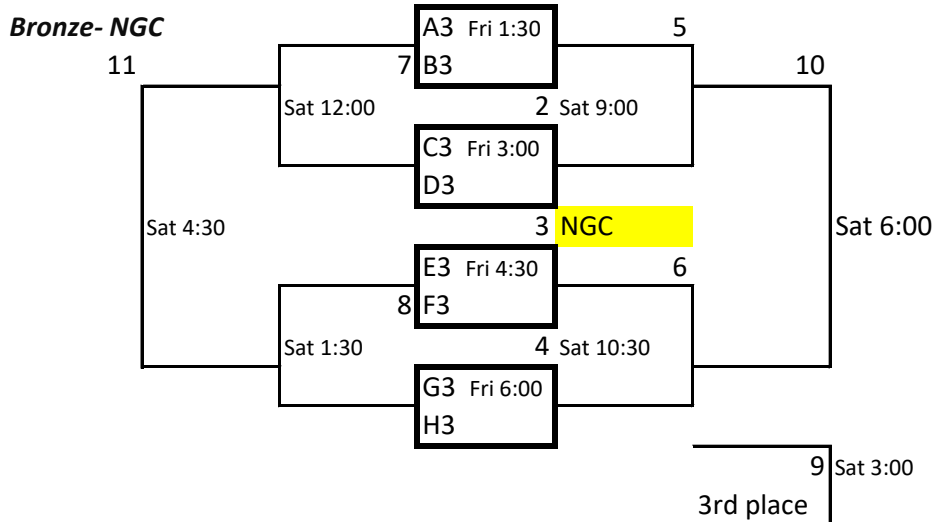 Bronze- NGC
A3 Fri 1:30 5
11 7 B3 10
Sat 12:00 2 Sat 9:00
C3 Fri 3:00
D3
Sat 4:30 3 NGC Sat 6:00
E3 Fri 4:30 6
8 F3
Sat 1:30 4 Sat 10:30
G3 Fri 6:00
H3
9 Sat 3:00
3rd place